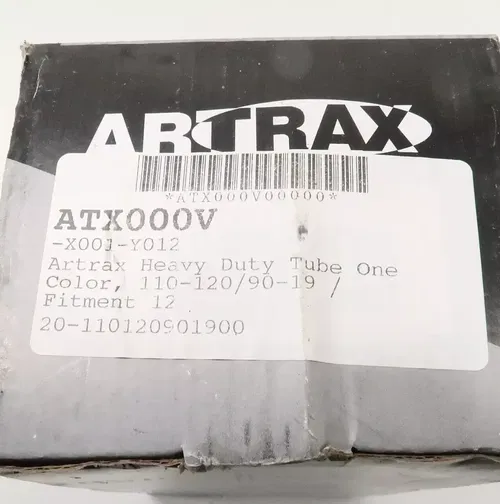 ARTRAX
*ATX000V00000*
ATX000V
-X001-Y012
Artrax Heavy Duty Tube One
Color, 110-120/90-19 /
Fitment 12
20-110120901900